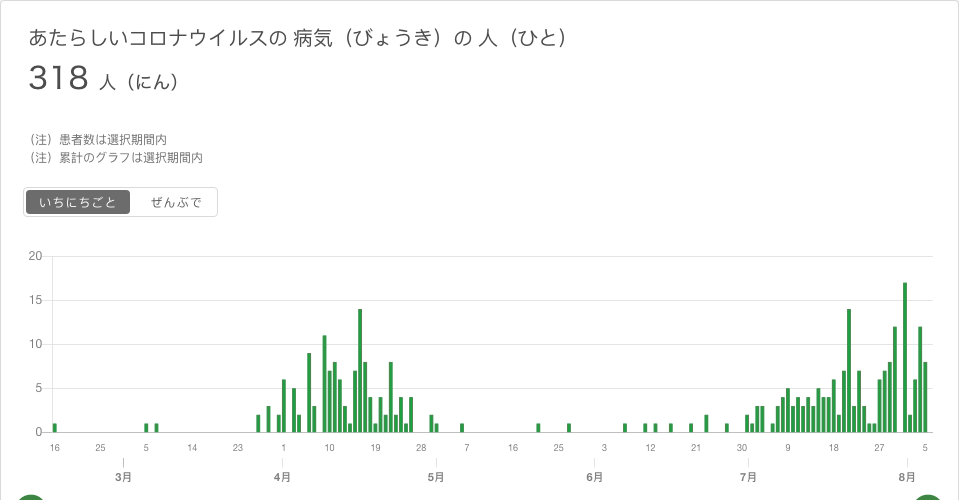 あたらしいコロナウイルスの 病気（びょうき）の 人（ひと）
318 人（にん）
（注）患者数は選択期間内
（注）累計のグラフは選択期間内
いちにちごと ぜんぶで
20
15
10
5
0
16 25 5 14 23 1 10 19 28 7 16 25 3 12 21 30 9 18 27 5
3月 4月 5月 6月 7月 8月